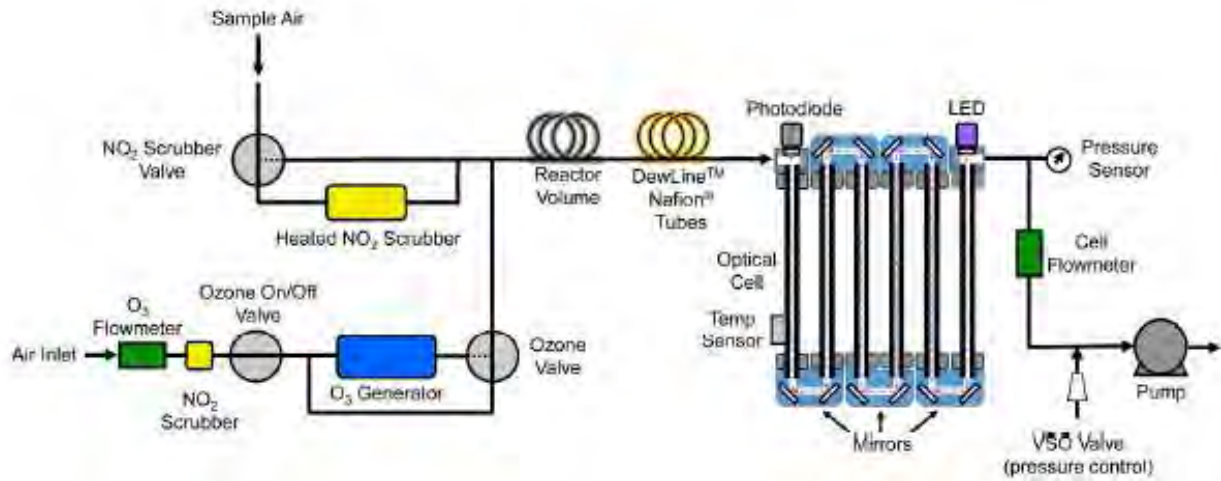 Sample Air
NO₂ Scrubber
Valve
Heated NO₂ Scrubber
Reactor
Volume
DewLine™
Nafion®
Tubes
Photodiode
LED
Pressure
Sensor
Optical
Cell
Cell
Flowmeter
Temp
Sensor
O₃
Flowmeter
Ozone On/Off
Valve
Air Inlet
NO₂
Scrubber
O₃ Generator
Ozone
Valve
Mirrors
Pump
VSO Valve
(pressure control)